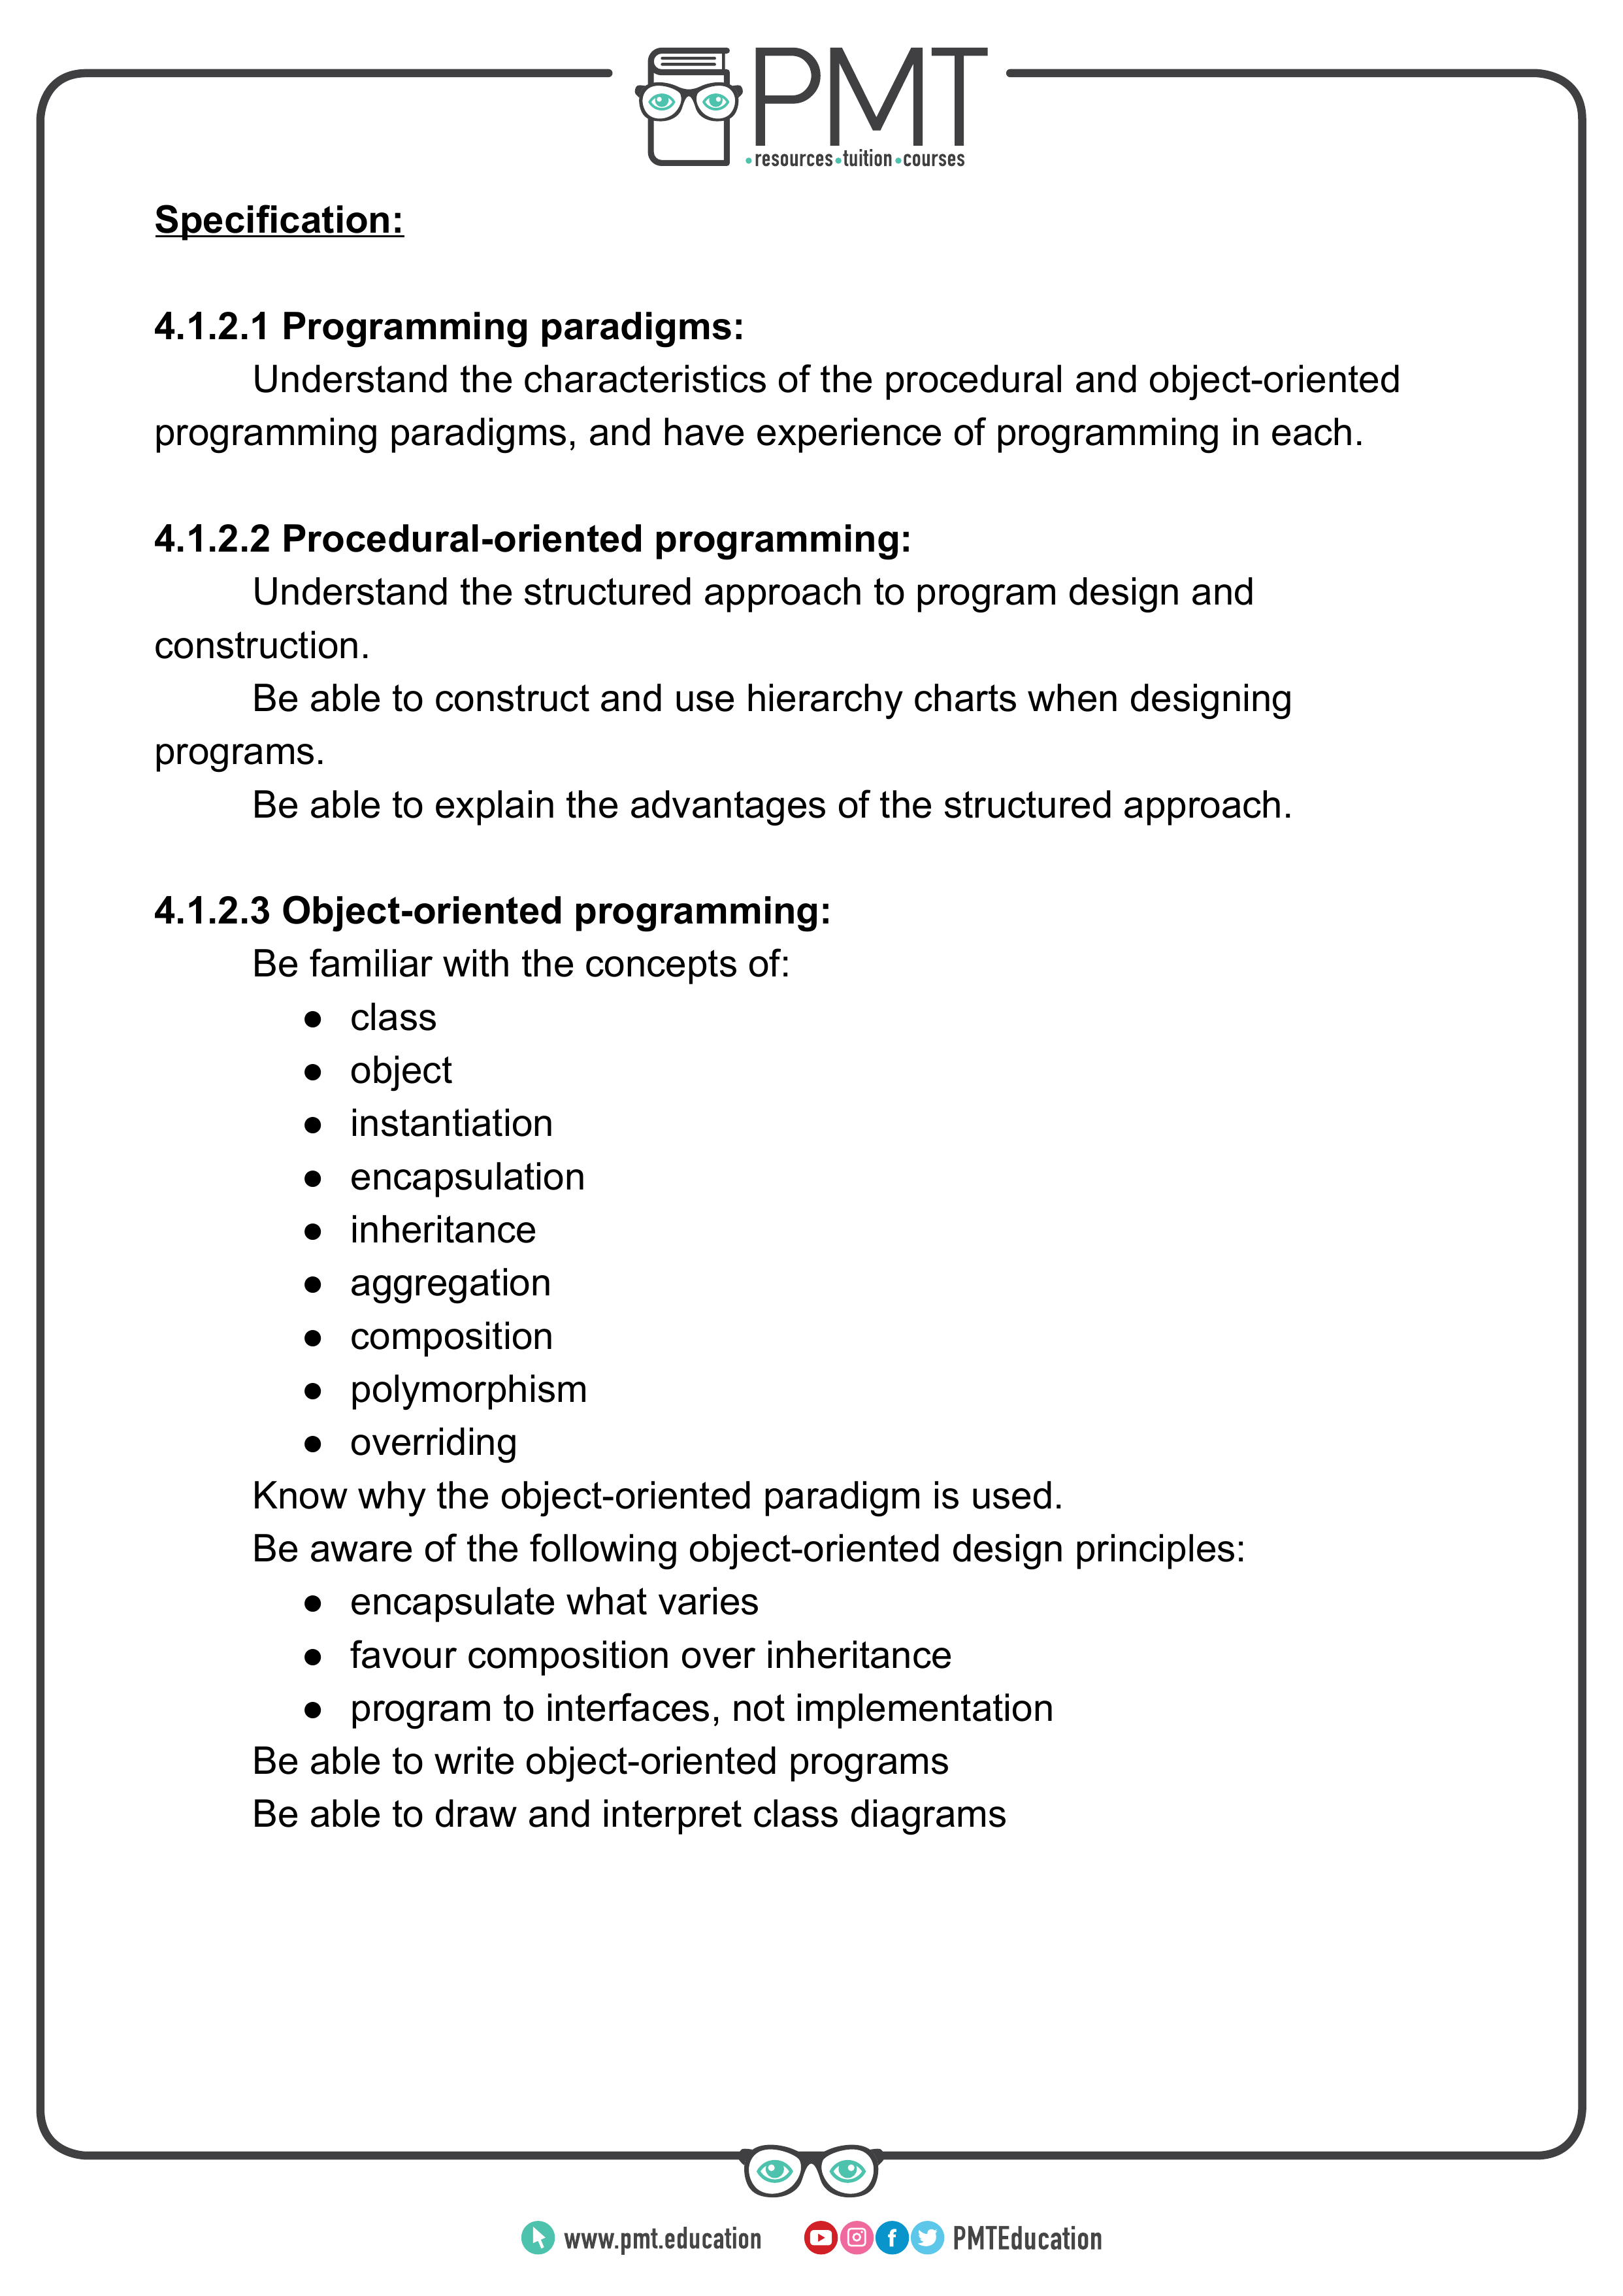 PMT
•resources•tuition•courses
Specification:
4.1.2.1 Programming paradigms:
Understand the characteristics of the procedural and object-oriented
programming paradigms, and have experience of programming in each.
4.1.2.2 Procedural-oriented programming:
Understand the structured approach to program design and
construction.
Be able to construct and use hierarchy charts when designing
programs.
Be able to explain the advantages of the structured approach.
4.1.2.3 Object-oriented programming:
Be familiar with the concepts of:
● class
● object
● instantiation
● encapsulation
● inheritance
● aggregation
● composition
● polymorphism
● overriding
Know why the object-oriented paradigm is used.
Be aware of the following object-oriented design principles:
● encapsulate what varies
● favour composition over inheritance
● program to interfaces, not implementation
Be able to write object-oriented programs
Be able to draw and interpret class diagrams
www.pmt.education PMTEducation